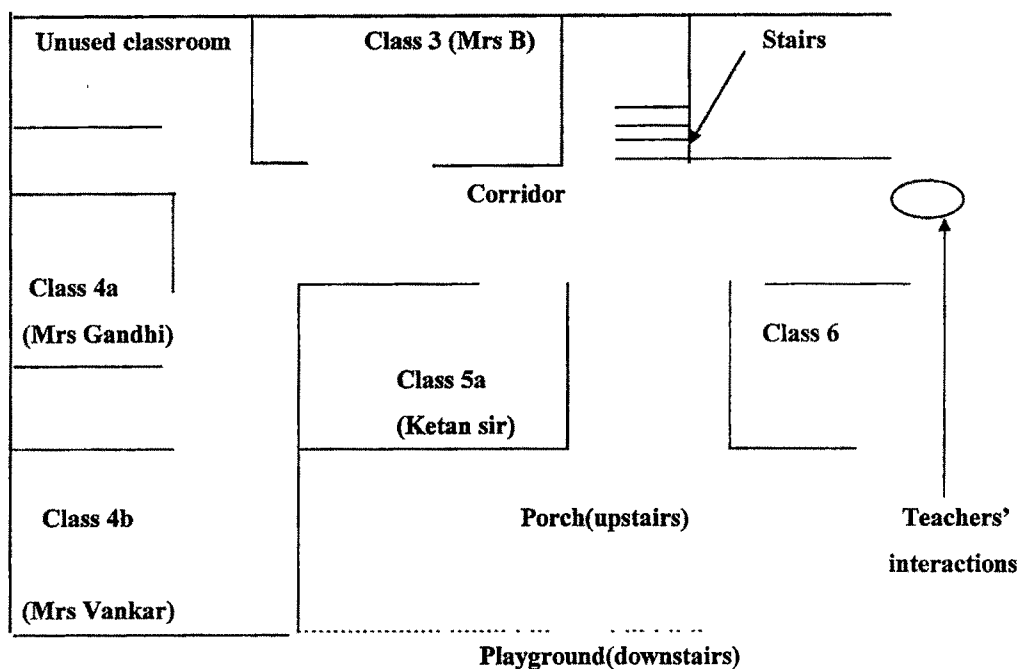 Unused classroom
Class 3 (Mrs B)
Stairs
Corridor
Class 4a
(Mrs Gandhi)
Class 6
Class 5a
(Ketan sir)
Class 4b
Porch(upstairs)
Teachers'
interactions
(Mrs Vankar)
Playground(downstairs)